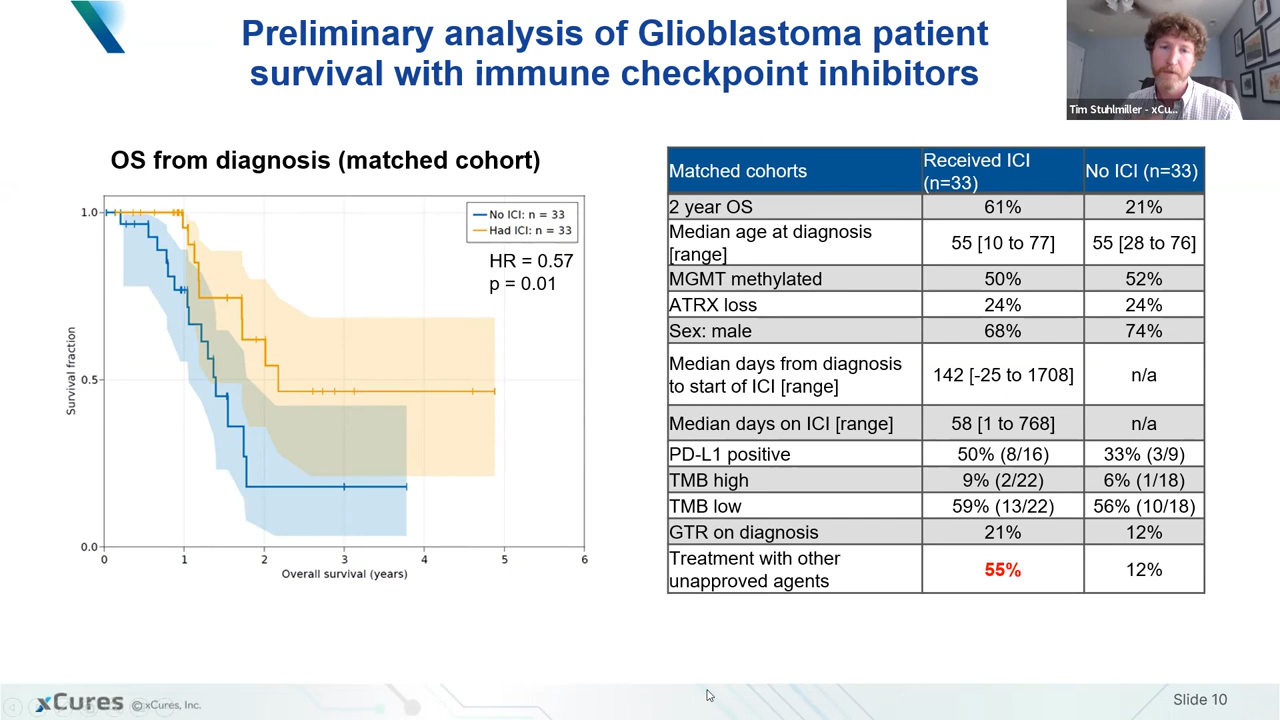 Preliminary analysis of Glioblastoma patient
survival with immune checkpoint inhibitors
Tim Stuhlmiller - xCu...
OS from diagnosis (matched cohort)
No ICI: n = 33
Had ICI: n = 33
HR = 0.57
p = 0.01
1.0
0.5
0.0
Survival fraction
0 1 2 3 4 5 6
Overall survival (years)
Matched cohorts Received ICI (n=33) No ICI (n=33)
2 year OS 61% 21%
Median age at diagnosis [range] 55 [10 to 77] 55 [28 to 76]
MGMT methylated 50% 52%
ATRX loss 24% 24%
Sex: male 68% 74%
Median days from diagnosis to start of ICI [range] 142 [-25 to 1708] n/a
Median days on ICI [range] 58 [1 to 768] n/a
PD-L1 positive 50% (8/16) 33% (3/9)
TMB high 9% (2/22) 6% (1/18)
TMB low 59% (13/22) 56% (10/18)
GTR on diagnosis 21% 12%
Treatment with other unapproved agents 55% 12%
xCures © xCures, Inc.
Slide 10